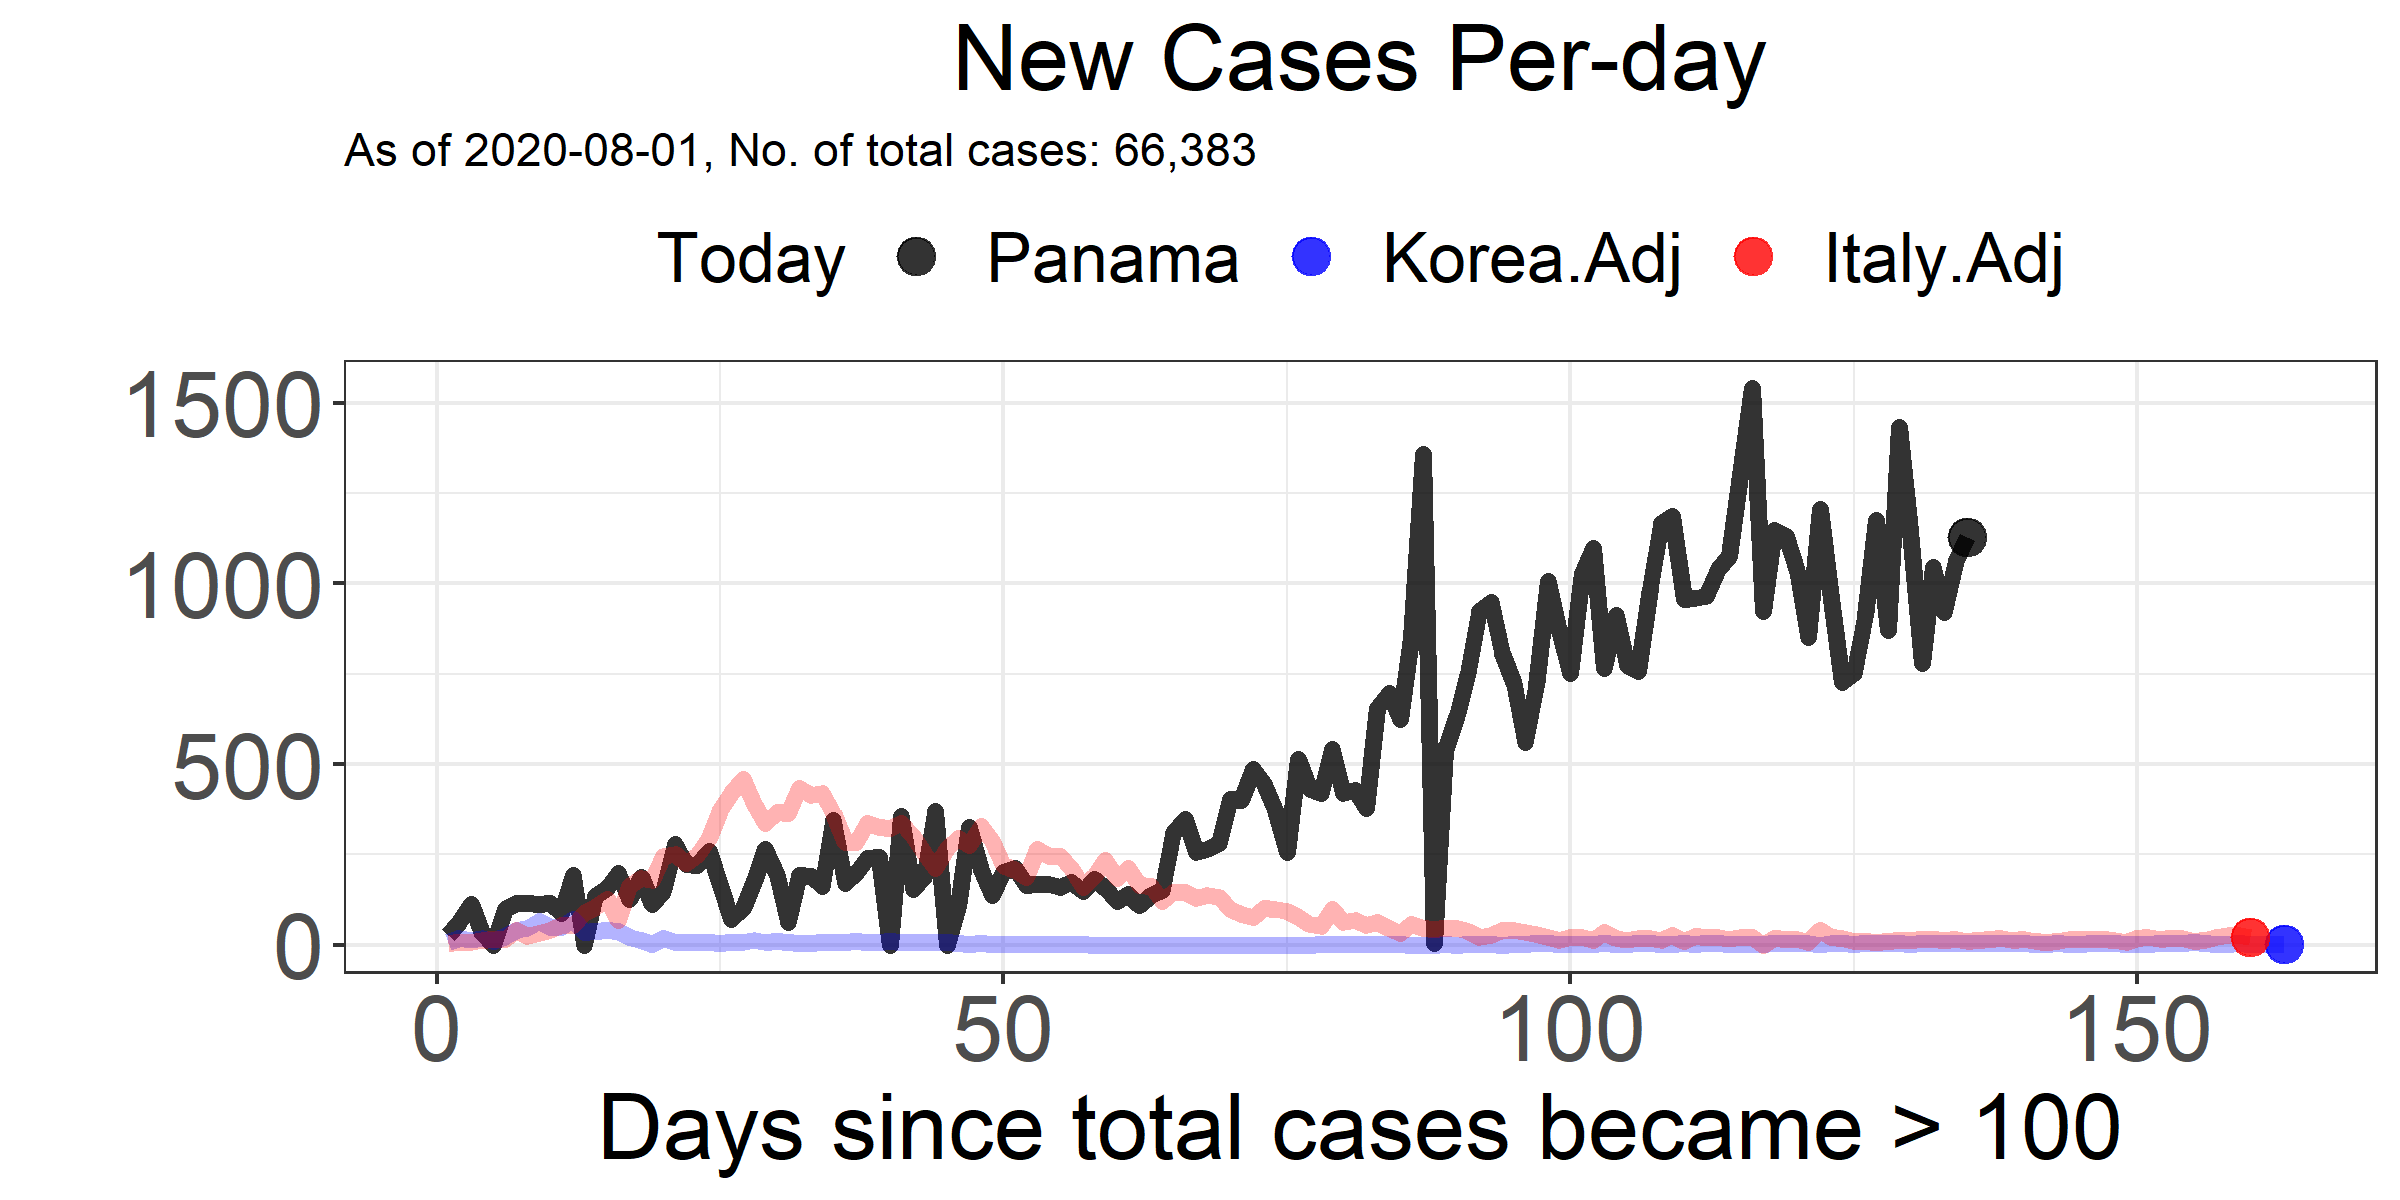 New Cases Per-day
As of 2020-08-01, No. of total cases: 66,383
Today Panama Korea.Adj Italy.Adj
1500
1000
500
0
0 50 100 150
Days since total cases became > 100